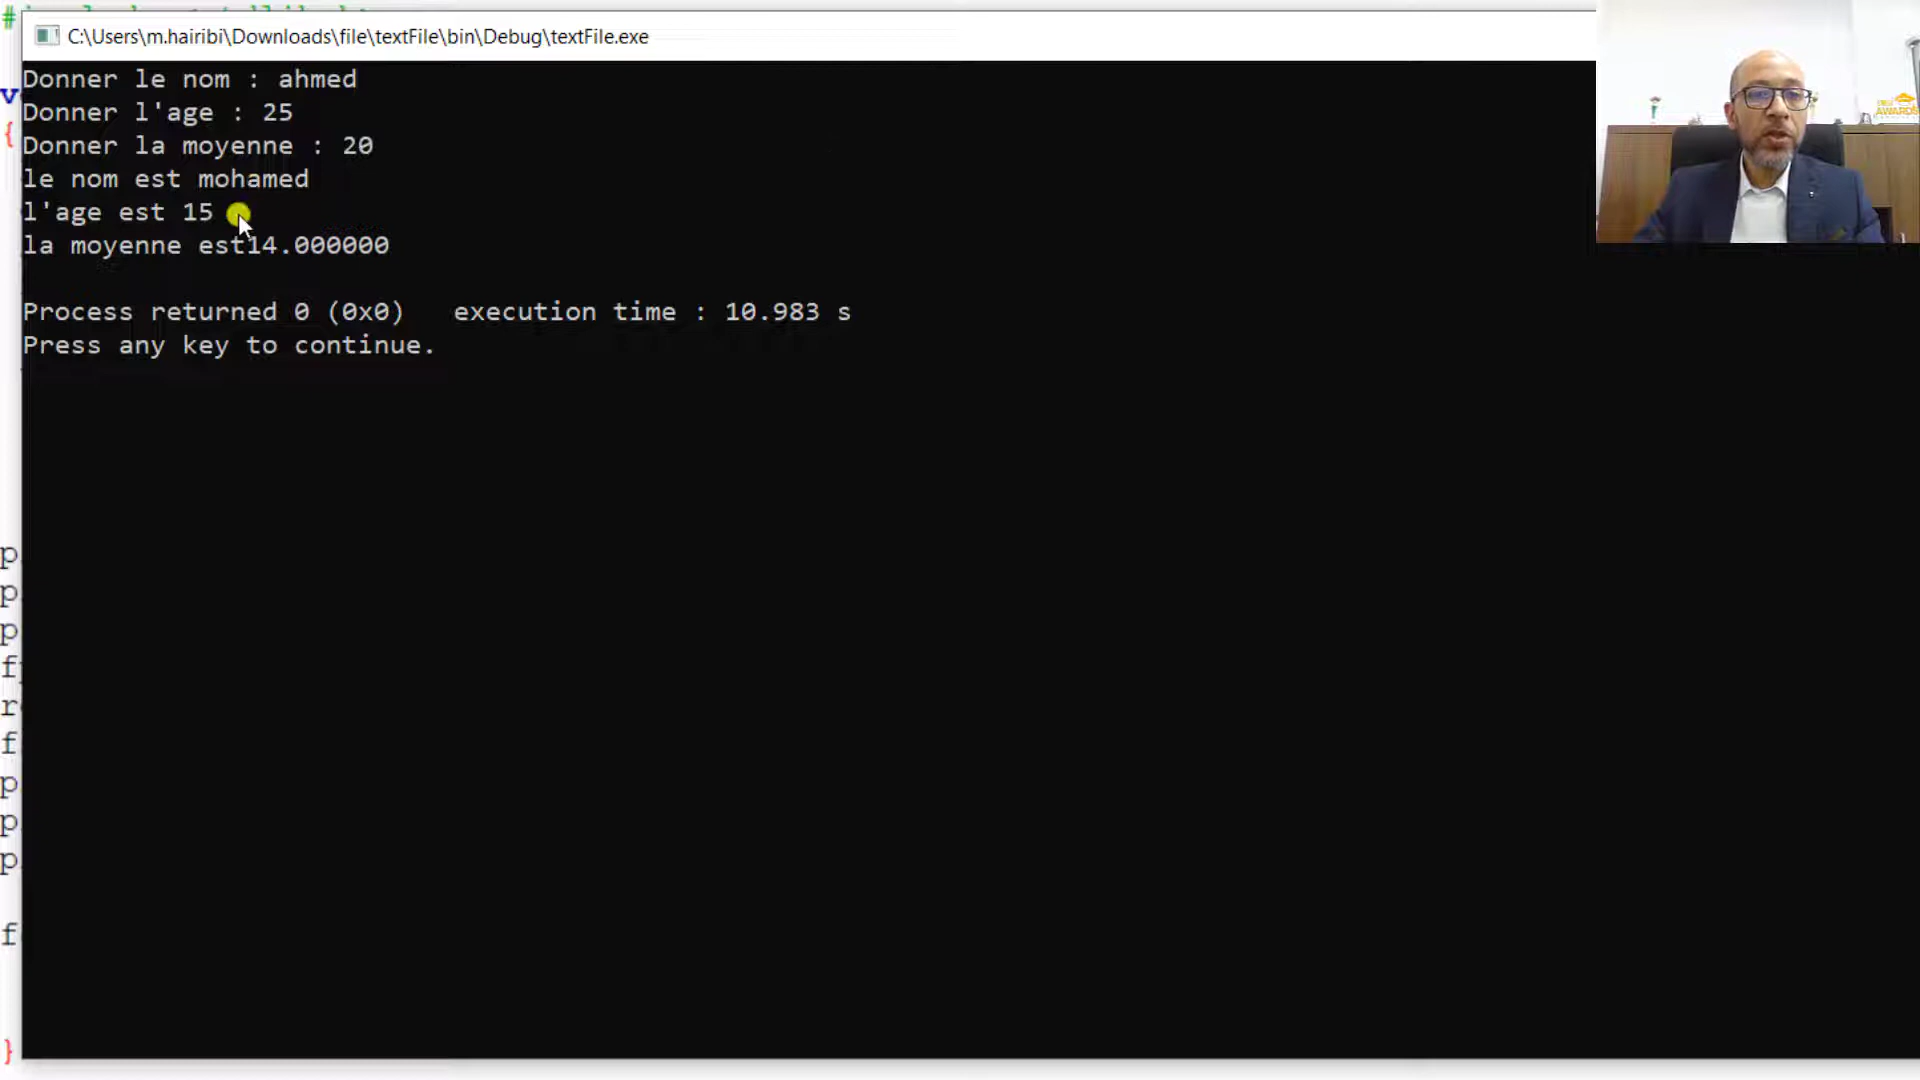 C:\Users\m.hairibi\Downloads\file\textFile\bin\Debug\textFile.exe
Donner le nom : ahmed
Donner l'age : 25
Donner la moyenne : 20
le nom est mohamed
l'age est 15
la moyenne est14.000000
Process returned 0 (0x0)   execution time : 10.983 s
Press any key to continue.
#
v
{
p
p
p
f
r
f
p
p
p
f
}
AWARDS